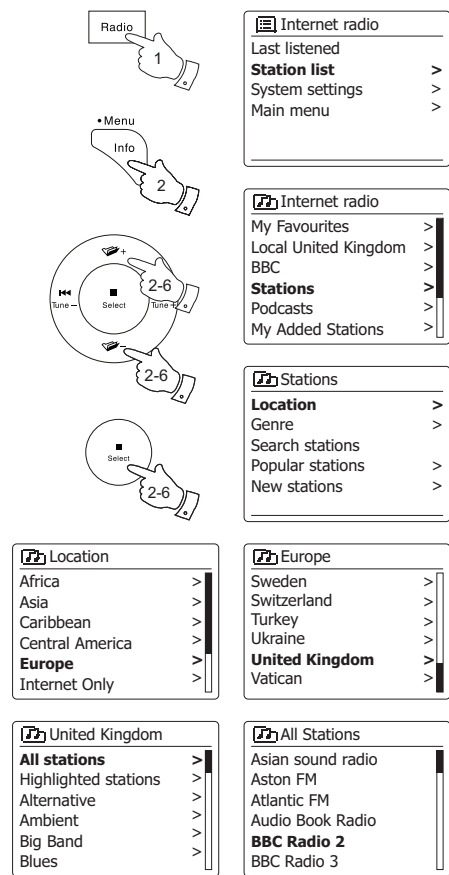 Radio
1
• Menu
Info
2
+
2-6
Tune –
Select
Tune +
–
2-6
Select
2-6
Internet radio
Last listened
Station list >
System settings >
Main menu >
Internet radio
My Favourites >
Local United Kingdom >
BBC >
Stations >
Podcasts >
My Added Stations >
Stations
Location >
Genre >
Search stations
Popular stations >
New stations >
Location
Africa >
Asia >
Caribbean >
Central America >
Europe >
Internet Only >
Europe
Sweden >
Switzerland >
Turkey >
Ukraine >
United Kingdom >
Vatican >
United Kingdom
All stations >
Highlighted stations >
Alternative >
Ambient >
Big Band >
Blues >
All Stations
Asian sound radio
Aston FM
Atlantic FM
Audio Book Radio
BBC Radio 2
BBC Radio 3